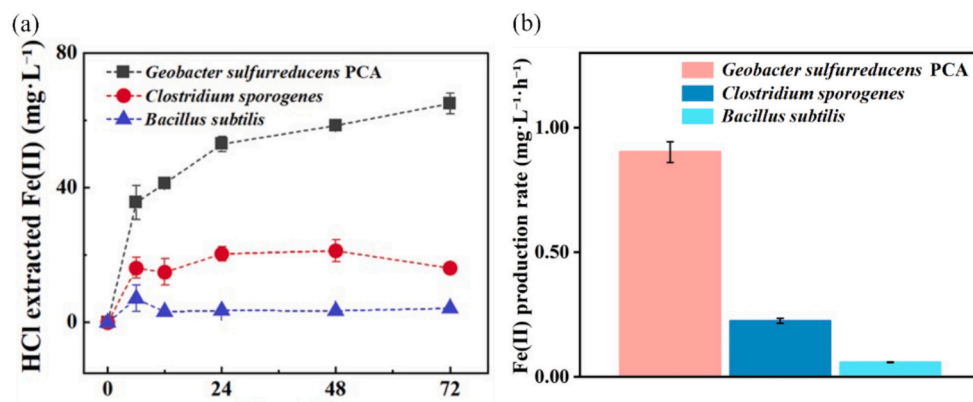 (a)
HCl extracted Fe(II) (mg·L⁻¹)
80
40
0
Geobacter sulfurreducens PCA
Clostridium sporogenes
Bacillus subtilis
0 24 48 72
(b)
Fe(II) production rate (mg·L⁻¹·h⁻¹)
1.00
0.50
0.00
Geobacter sulfurreducens PCA
Clostridium sporogenes
Bacillus subtilis